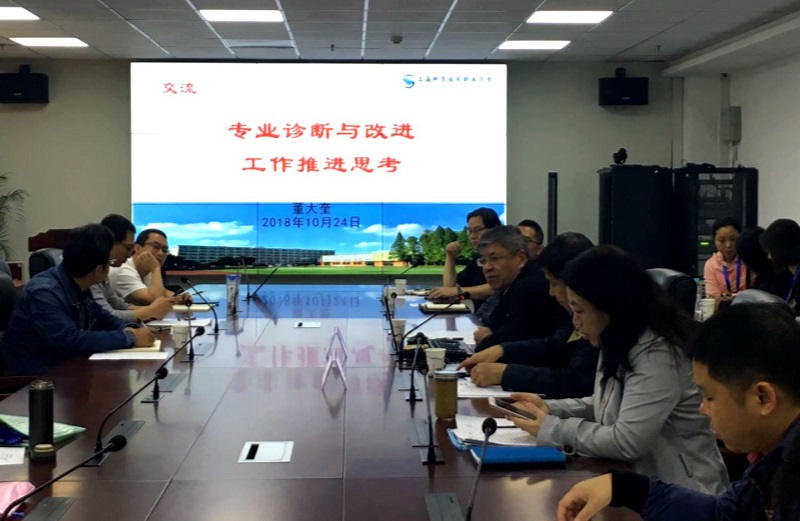 交流
专业诊断与改进
工作推进思考
董大奎
2018年10月24日